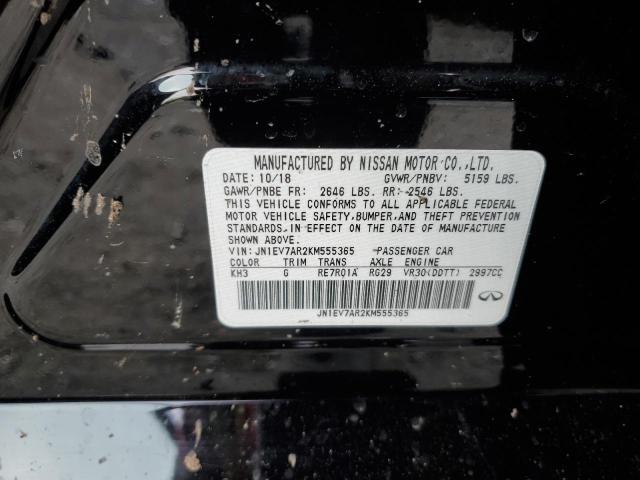 MANUFACTURED BY NISSAN MOTOR CO.,LTD.
DATE: 10/18 GVWR/PNBV: 5159 LBS.
GAWR/PNBE FR: 2646 LBS. RR: 2546 LBS.
THIS VEHICLE CONFORMS TO ALL APPLICABLE FEDERAL
MOTOR VEHICLE SAFETY, BUMPER, AND THEFT PREVENTION
STANDARDS IN EFFECT ON THE DATE OF MANUFACTURE
SHOWN ABOVE.
VIN: JN1EV7AR2KM555365 PASSENGER CAR
COLOR TRIM TRANS AXLE ENGINE
KH3 G RE7R01A RG29 VR30(DDTT) 2997CC
JN1EV7AR2KM555365